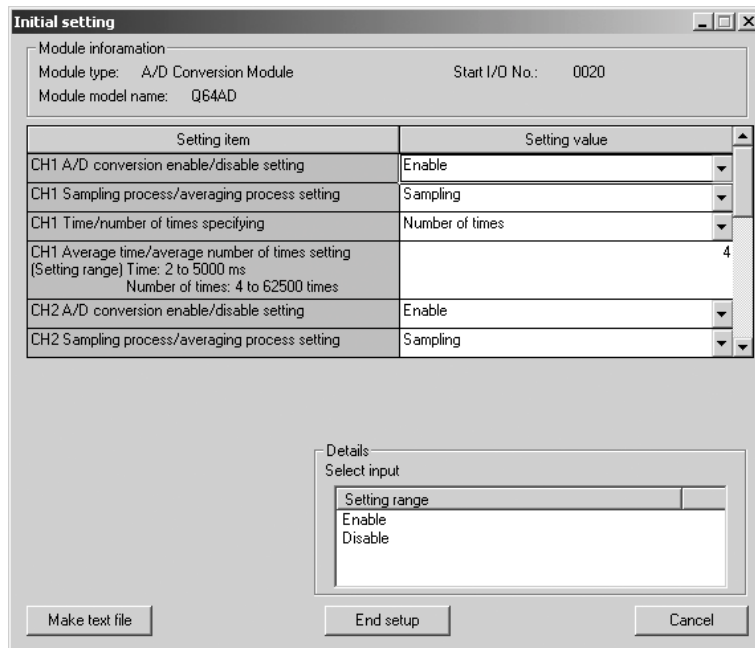 Initial setting
Module inforamation
Module type: A/D Conversion Module Start I/O No.: 0020
Module model name: Q64AD
Setting item Setting value
CH1 A/D conversion enable/disable setting Enable
CH1 Sampling process/averaging process setting Sampling
CH1 Time/number of times specifying Number of times
CH1 Average time/average number of times setting
(Setting range) Time: 2 to 5000 ms
Number of times: 4 to 62500 times
4
CH2 A/D conversion enable/disable setting Enable
CH2 Sampling process/averaging process setting Sampling
Details
Select input
Setting range
Enable
Disable
Make text file End setup Cancel